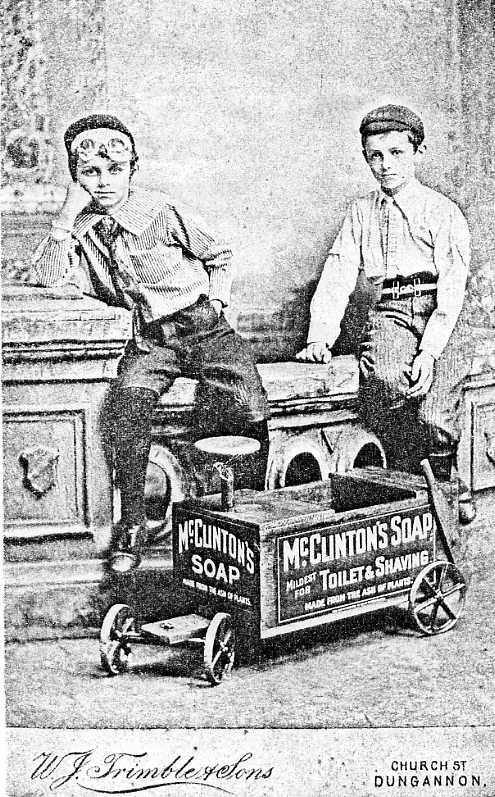 McCLINTON'S
SOAP
MADE FROM THE ASH OF PLANTS.
McCLINTON'S SOAP
MILDEST
FOR TOILET & SHAVING
MADE FROM THE ASH OF PLANTS.
W. J. Trimble & Sons
CHURCH ST
DUNGANNON.